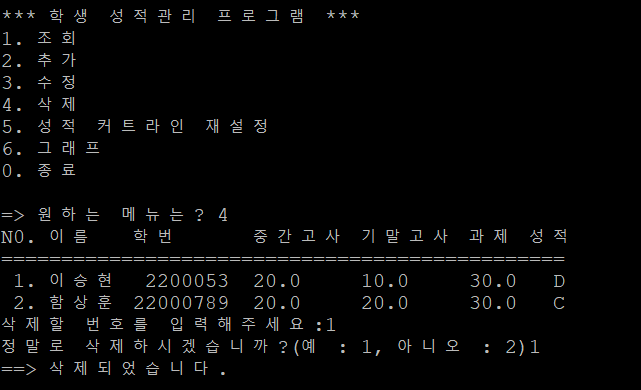 *** 학생 성적관리 프로그램 ***
1. 조회
2. 추가
3. 수정
4. 삭제
5. 성적 커트라인 재설정
6. 그래프
0. 종료
=> 원하는 메뉴는? 4
NO. 이름 학번 중간고사 기말고사 과제 성적
===============================================
1. 이승현 2200053 20.0 10.0 30.0 D
2. 함상훈 22000789 20.0 20.0 30.0 C
삭제할 번호를 입력해주세요:1
정말로 삭제하시겠습니까?(예 : 1, 아니오 : 2)1
==> 삭제되었습니다.